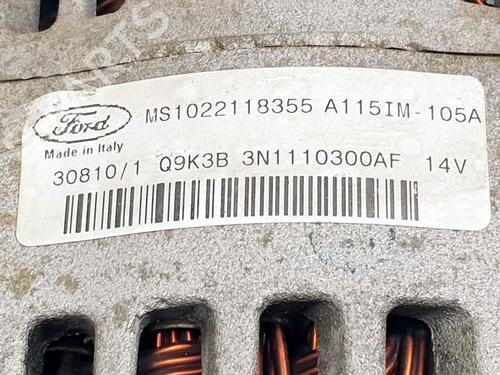 MS1022118355 A115IM-105A
Ford
Made in Italy
30810/1 Q9K3B 3N1110300AF 14V